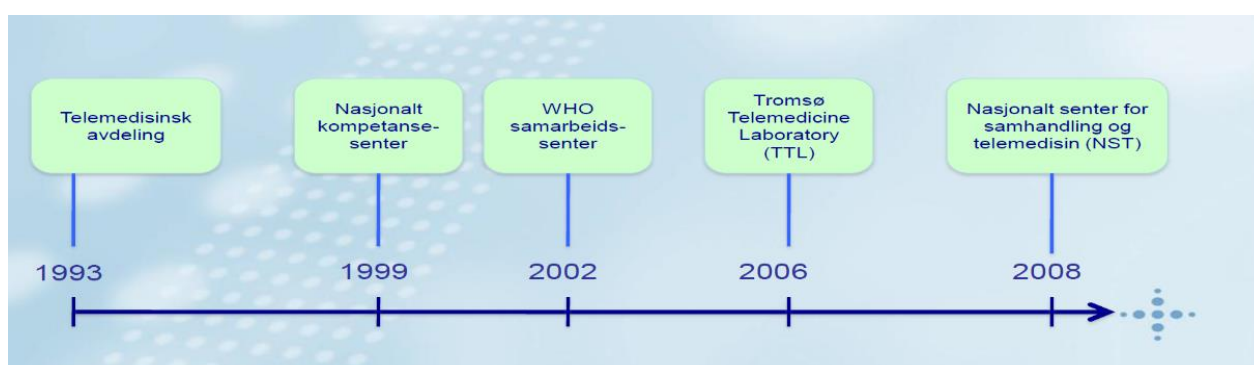 Telemedisinsk
avdeling
Nasjonalt
kompetanse-
senter
WHO
samarbeids-
senter
Tromsø
Telemedicine
Laboratory
(TTL)
Nasjonalt senter for
samhandling og
telemedisin (NST)
1993
1999
2002
2006
2008